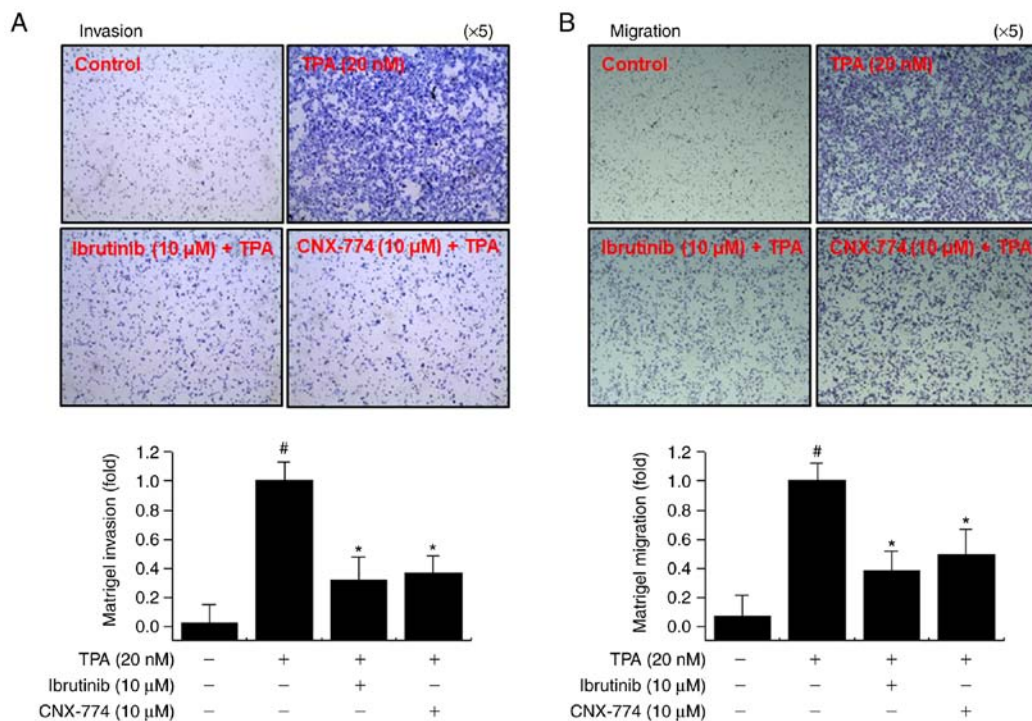 A
Invasion (×5)
Control
TPA (20 nM)
Ibrutinib (10 µM) + TPA
CNX-774 (10 µM) + TPA
Matrigel invasion (fold)
1.2
1.0
0.8
0.6
0.4
0.2
0.0
#
*
*
TPA (20 nM) – + + +
Ibrutinib (10 µM) – – + –
CNX-774 (10 µM) – – – +
B
Migration (×5)
Control
TPA (20 nM)
Ibrutinib (10 µM) + TPA
CNX-774 (10 µM) + TPA
Matrigel migration (fold)
1.2
1.0
0.8
0.6
0.4
0.2
0.0
#
*
*
TPA (20 nM) – + + +
Ibrutinib (10 µM) – – + –
CNX-774 (10 µM) – – – +